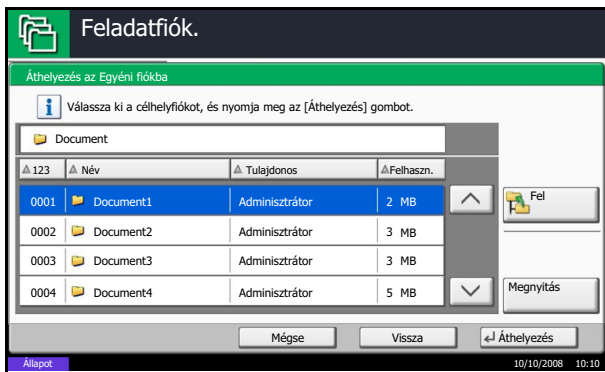 Feladatfiók.
Áthelyezés az Egyéni fiókba
Válassza ki a célhelyfiókot, és nyomja meg az [Áthelyezés] gombot.
Document
123 Név Tulajdonos Felhaszn.
0001 Document1 Adminisztrátor 2 MB Fel
0002 Document2 Adminisztrátor 3 MB
0003 Document3 Adminisztrátor 3 MB
0004 Document4 Adminisztrátor 5 MB Megnyitás
Mégse Vissza Áthelyezés
Állapot 10/10/2008 10:10